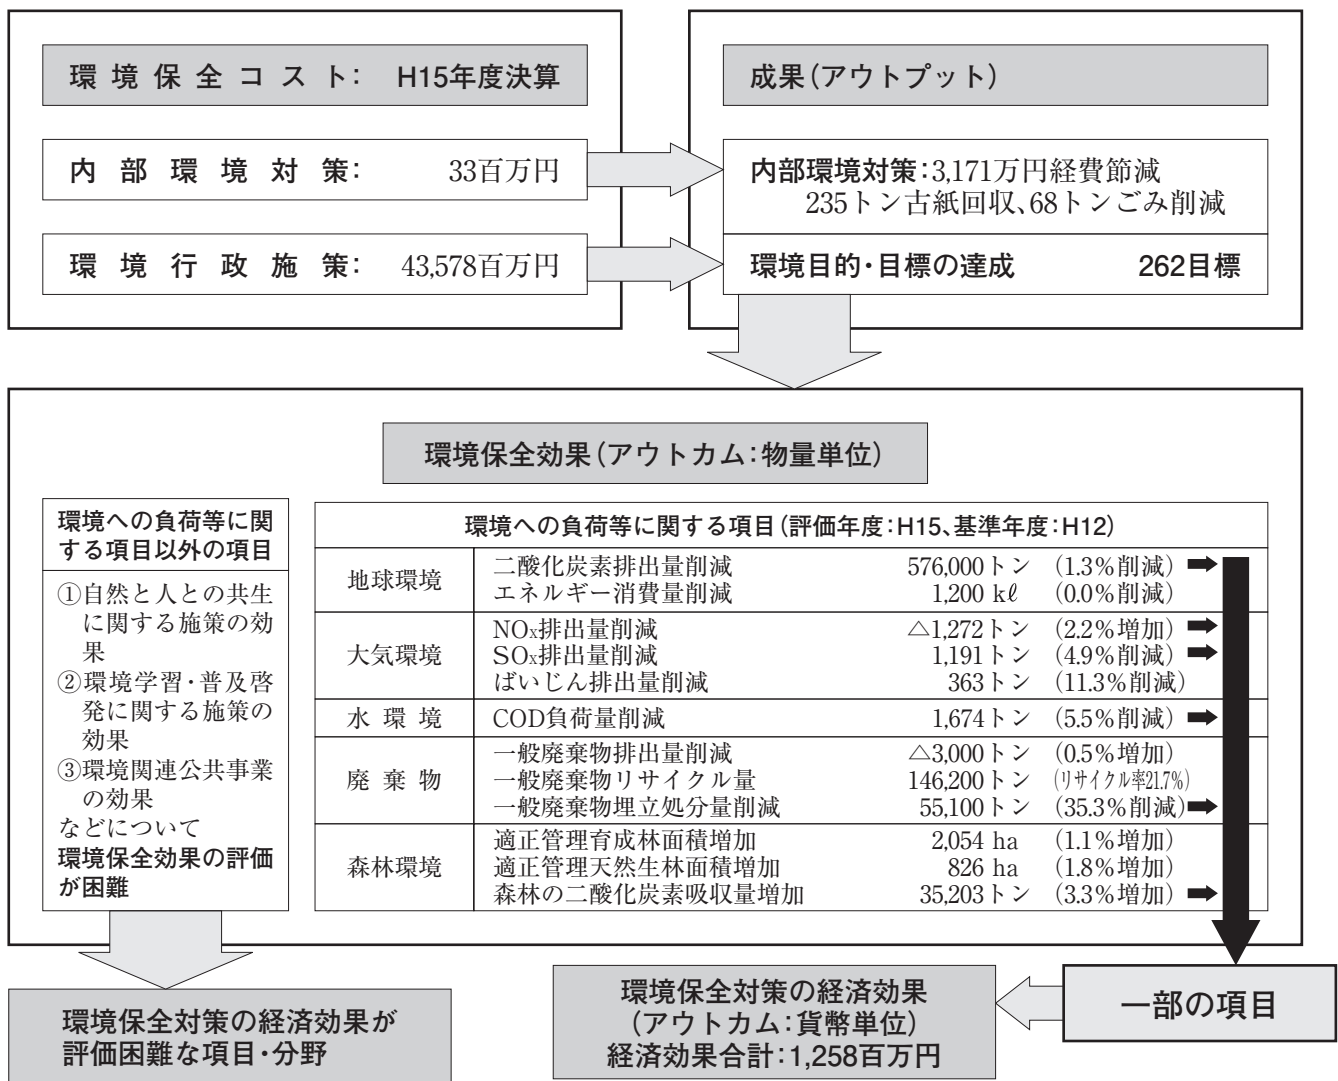 環境保全コスト： H15年度決算
内部環境対策： 33百万円
環境行政施策： 43,578百万円
成果（アウトプット）
内部環境対策：3,171万円経費節減
235トン古紙回収、68トンごみ削減
環境目的・目標の達成 262目標
環境保全効果（アウトカム：物量単位）
環境への負荷等に関
する項目以外の項目
①自然と人との共生
に関する施策の効
果
②環境学習・普及啓
発に関する施策の
効果
③環境関連公共事業
の効果
などについて
環境保全効果の評価
が困難
環境への負荷等に関する項目（評価年度：H15、基準年度：H12）
地球環境
二酸化炭素排出量削減 576,000トン （1.3％削減）
エネルギー消費量削減 1,200 kℓ （0.0％削減）
大気環境
NOx排出量削減 △1,272トン （2.2％増加）
SOx排出量削減 1,191トン （4.9％削減）
ばいじん排出量削減 363トン （11.3％削減）
水環境
COD負荷量削減 1,674トン （5.5％削減）
廃棄物
一般廃棄物排出量削減 △3,000トン （0.5％増加）
一般廃棄物リサイクル量 146,200トン （リサイクル率21.7％）
一般廃棄物埋立処分量削減 55,100トン （35.3％削減）
森林環境
適正管理育成林面積増加 2,054 ha （1.1％増加）
適正管理天然生林面積増加 826 ha （1.8％増加）
森林の二酸化炭素吸収量増加 35,203トン （3.3％増加）
環境保全対策の経済効果が
評価困難な項目・分野
環境保全対策の経済効果
（アウトカム：貨幣単位）
経済効果合計：1,258百万円
一部の項目